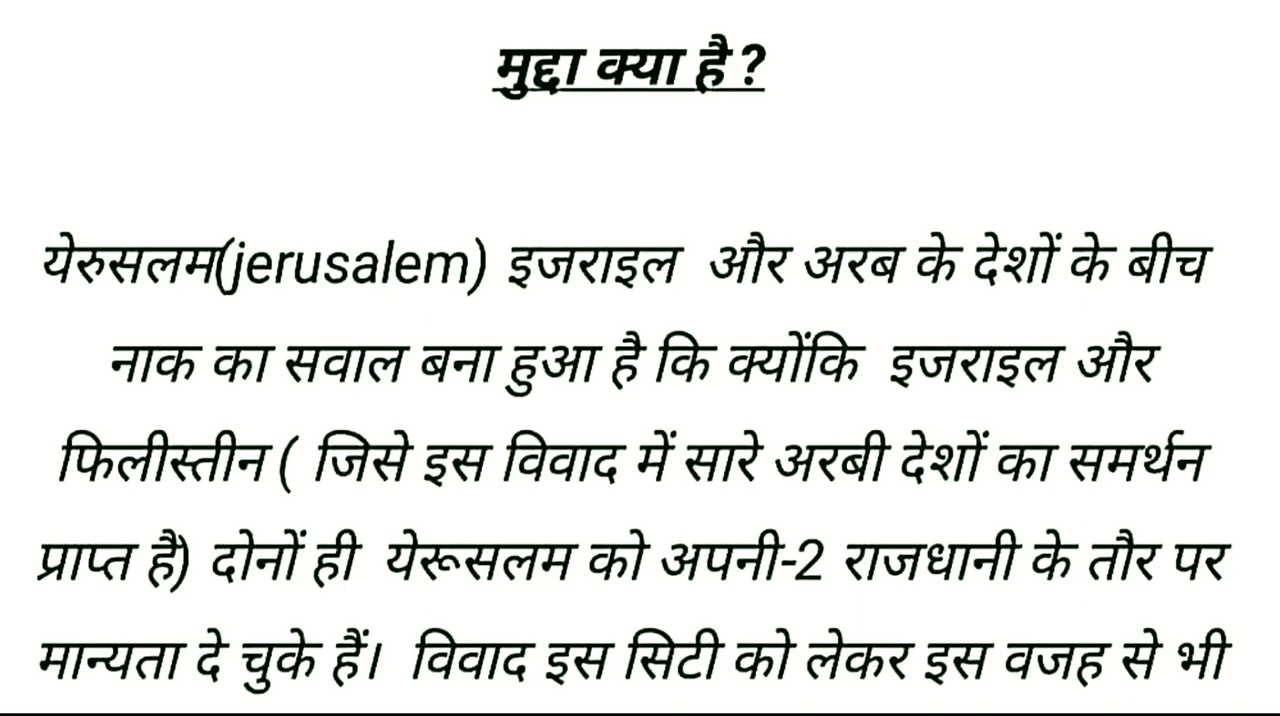 मुद्दा क्या है ?
येरुसलम(jerusalem) इजराइल और अरब के देशों के बीच
नाक का सवाल बना हुआ है कि क्योंकि इजराइल और
फिलीस्तीन ( जिसे इस विवाद में सारे अरबी देशों का समर्थन
प्राप्त है) दोनों ही येरूसलम को अपनी-2 राजधानी के तौर पर
मान्यता दे चुके हैं। विवाद इस सिटी को लेकर इस वजह से भी